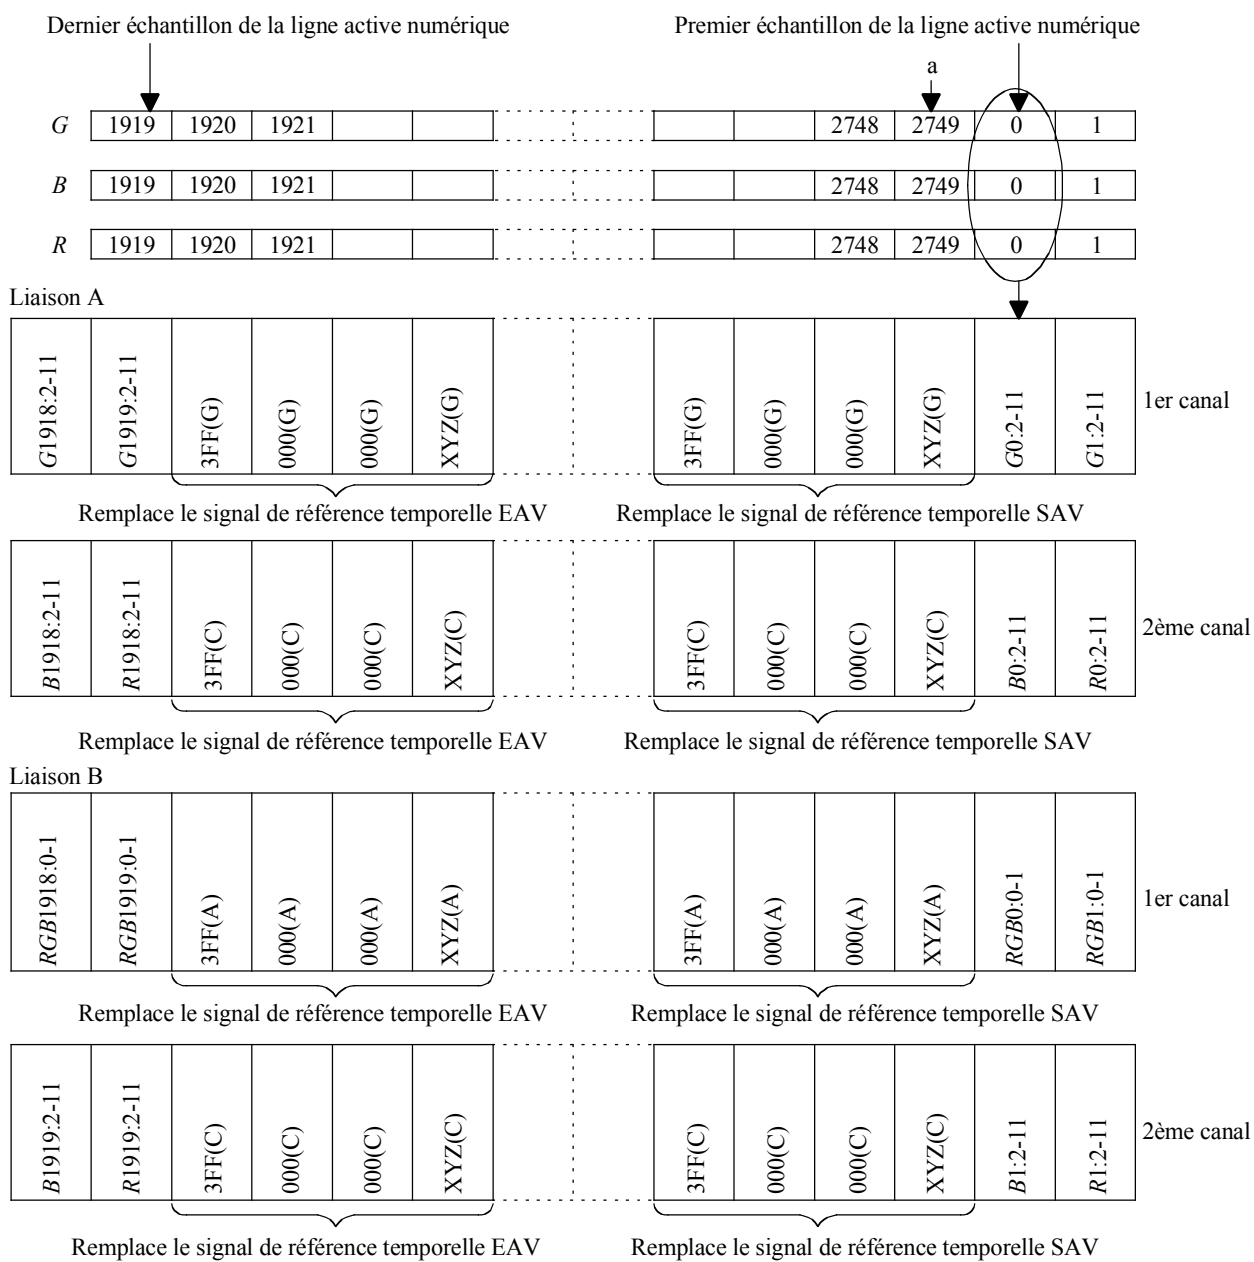 Dernier échantillon de la ligne active numérique
Premier échantillon de la ligne active numérique
a
G 1919 1920 1921 2748 2749 0 1
B 1919 1920 1921 2748 2749 0 1
R 1919 1920 1921 2748 2749 0 1
Liaison A
G1918:2-11 G1919:2-11 3FF(G) 000(G) 000(G) XYZ(G) 3FF(G) 000(G) 000(G) XYZ(G) G0:2-11 G1:2-11 1er canal
Remplace le signal de référence temporelle EAV
Remplace le signal de référence temporelle SAV
B1918:2-11 R1918:2-11 3FF(C) 000(C) 000(C) XYZ(C) 3FF(C) 000(C) 000(C) XYZ(C) B0:2-11 R0:2-11 2ème canal
Remplace le signal de référence temporelle EAV
Remplace le signal de référence temporelle SAV
Liaison B
RGB1918:0-1 RGB1919:0-1 3FF(A) 000(A) 000(A) XYZ(A) 3FF(A) 000(A) 000(A) XYZ(A) RGB0:0-1 RGB1:0-1 1er canal
Remplace le signal de référence temporelle EAV
Remplace le signal de référence temporelle SAV
B1919:2-11 R1919:2-11 3FF(C) 000(C) 000(C) XYZ(C) 3FF(C) 000(C) 000(C) XYZ(C) B1:2-11 R1:2-11 2ème canal
Remplace le signal de référence temporelle EAV
Remplace le signal de référence temporelle SAV